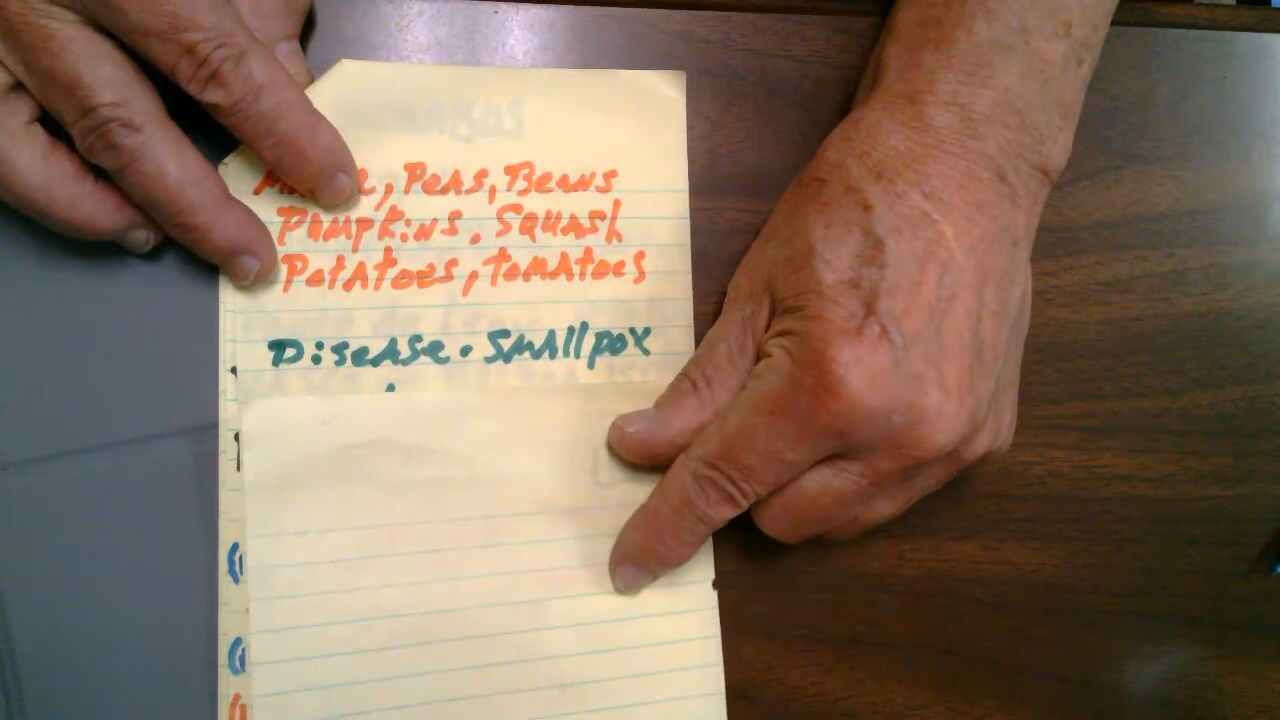 Peas, Beans
Pumpkins, Squash
Potatoes, tomatoes
Disease. Smallpox